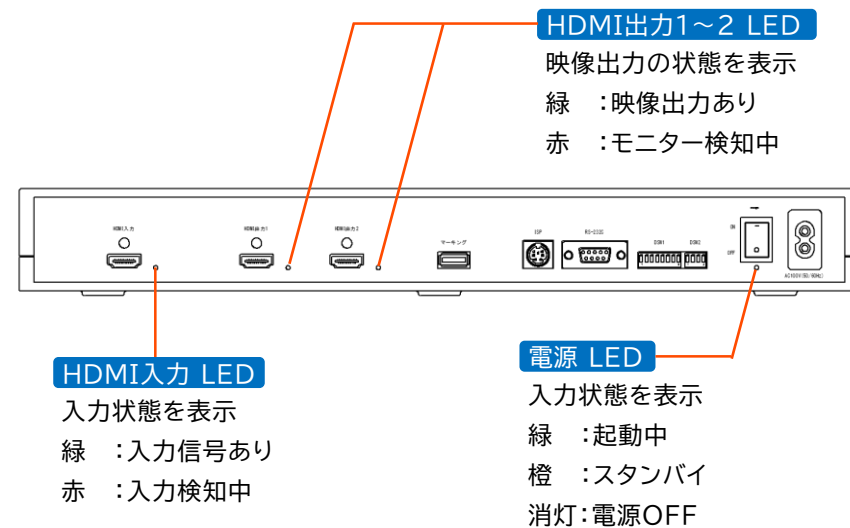 HDMI出力1～2 LED
映像出力の状態を表示
緑　：映像出力あり
赤　：モニター検知中
HDMI入力
HDMI出力1
HDMI出力2
マーキング
ISP
RS-232C
CON1
CON2
ON
OFF
AC100V(50/60Hz)
HDMI入力 LED
入力状態を表示
緑　：入力信号あり
赤　：入力検知中
電源 LED
入力状態を表示
緑　：起動中
橙　：スタンバイ
消灯：電源OFF